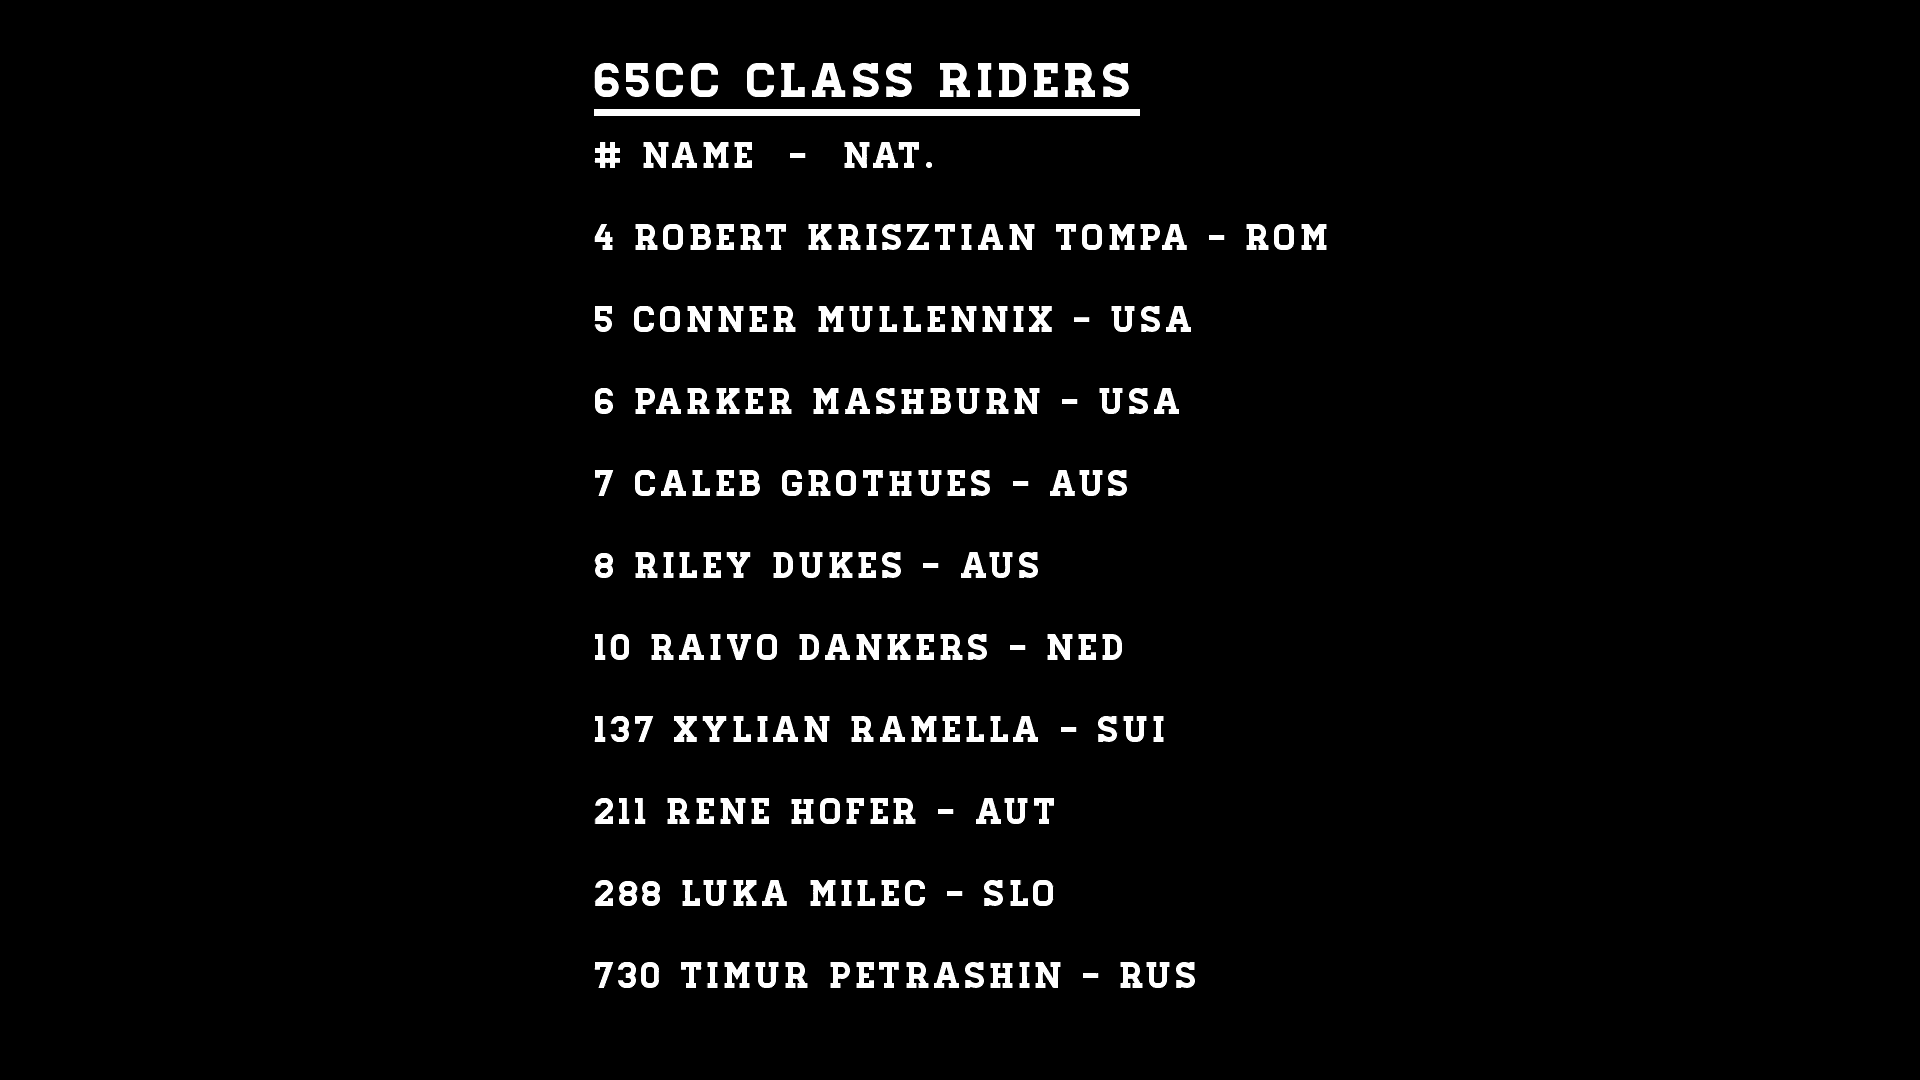 65CC CLASS RIDERS
# NAME - NAT.
4 ROBERT KRISZTIAN TOMPA - ROM
5 CONNER MULLENNIX - USA
6 PARKER MASHBURN - USA
7 CALEB GROTHUES - AUS
8 RILEY DUKES - AUS
10 RAIVO DANKERS - NED
137 XYLIAN RAMELLA - SUI
211 RENE HOFER - AUT
288 LUKA MILEC - SLO
730 TIMUR PETRASHIN - RUS